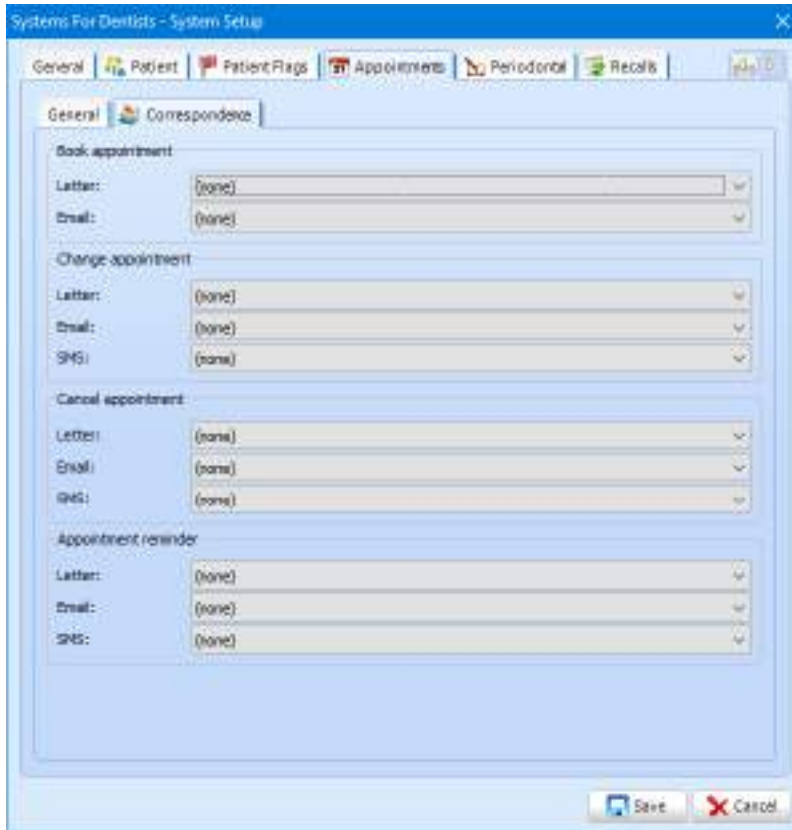 Systems For Dentists - System Setup
General Patient Patient Flags Appointments Periodontal Recalls
General Correspondence
Book appointment
Letter: (none)
Email: (none)
Change appointment
Letter: (none)
Email: (none)
SMS: (none)
Cancel appointment
Letter: (none)
Email: (none)
SMS: (none)
Appointment reminder
Letter: (none)
Email: (none)
SMS: (none)
Save Cancel